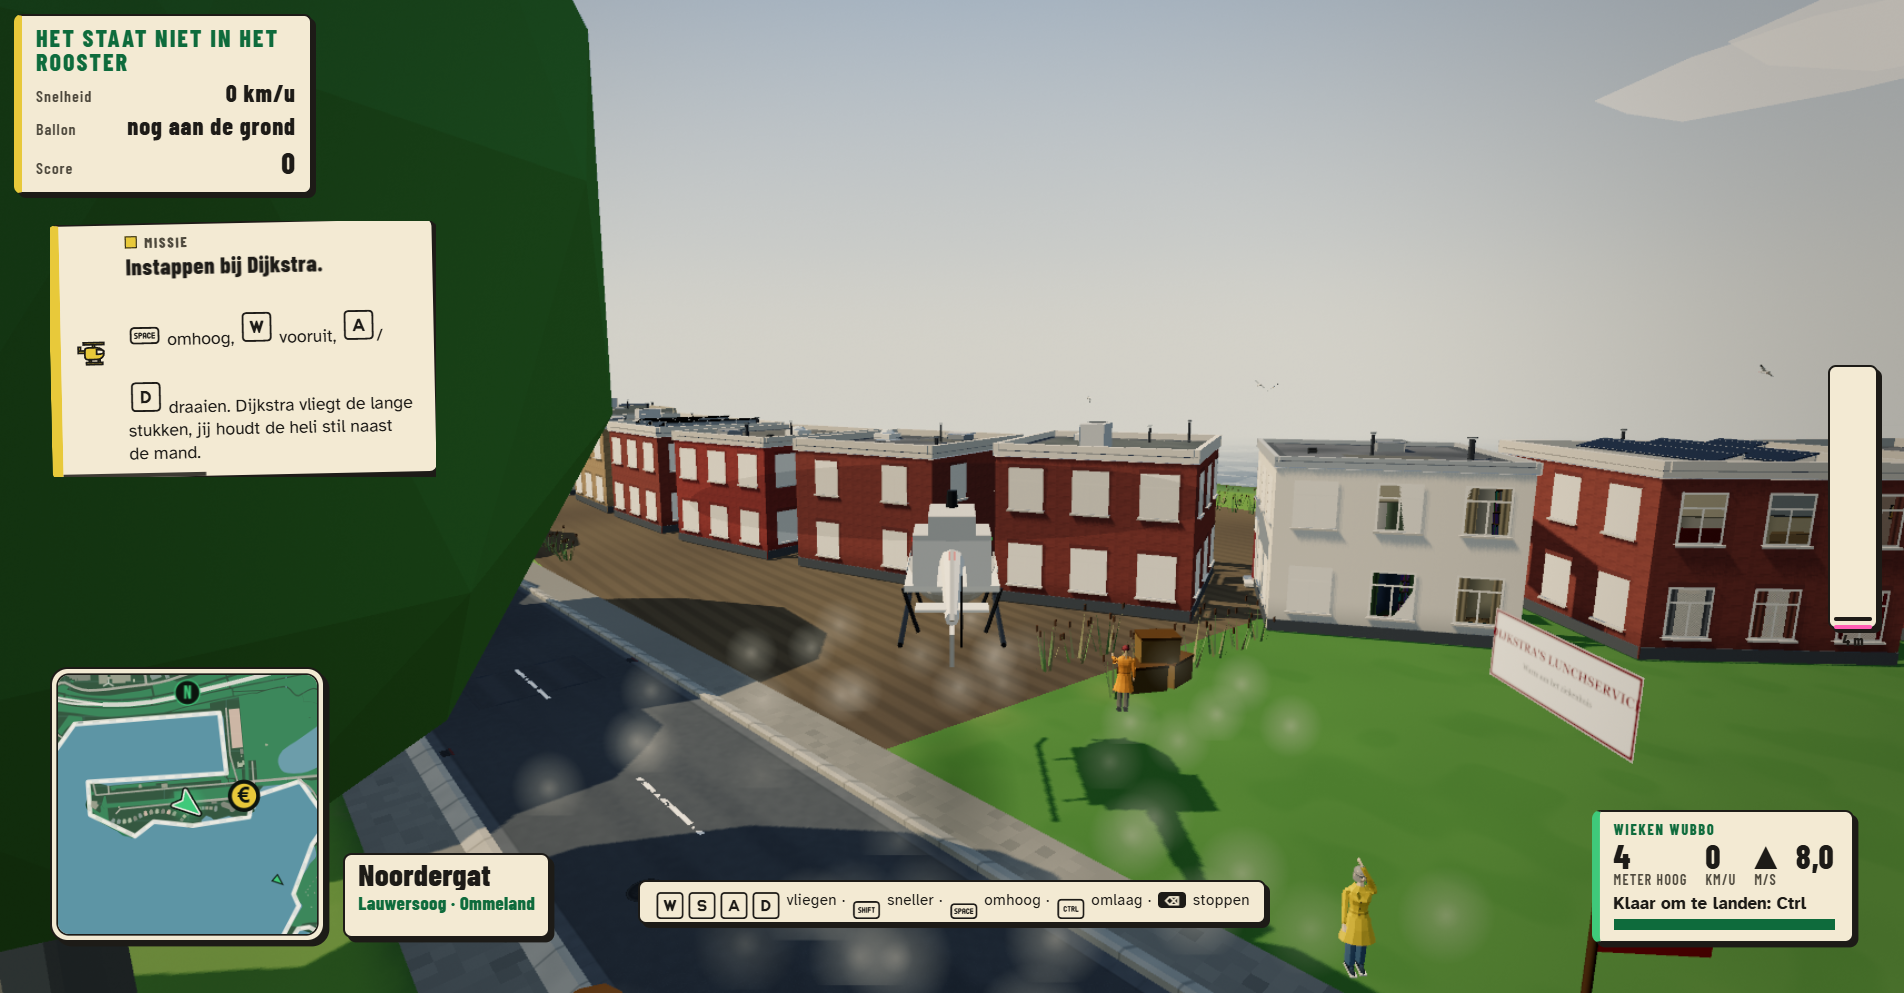 HET STAAT NIET IN HET
ROOSTER
Snelheid 0 km/u
Ballon nog aan de grond
Score 0
MISSIE
Instappen bij Dijkstra.
SPACE omhoog, W vooruit, A /
D draaien. Dijkstra vliegt de lange
stukken, jij houdt de heli stil naast
de mand.
DIJKSTRA'S LUNCHSERVIC
4 m
N
€
Noordergat
Lauwersoog · Ommeland
W S A D vliegen · SHIFT sneller · SPACE omhoog · CTRL omlaag · stoppen
WIEKEN WUBBO
4 0 ▲ 8,0
METER HOOG KM/U M/S
Klaar om te landen: Ctrl